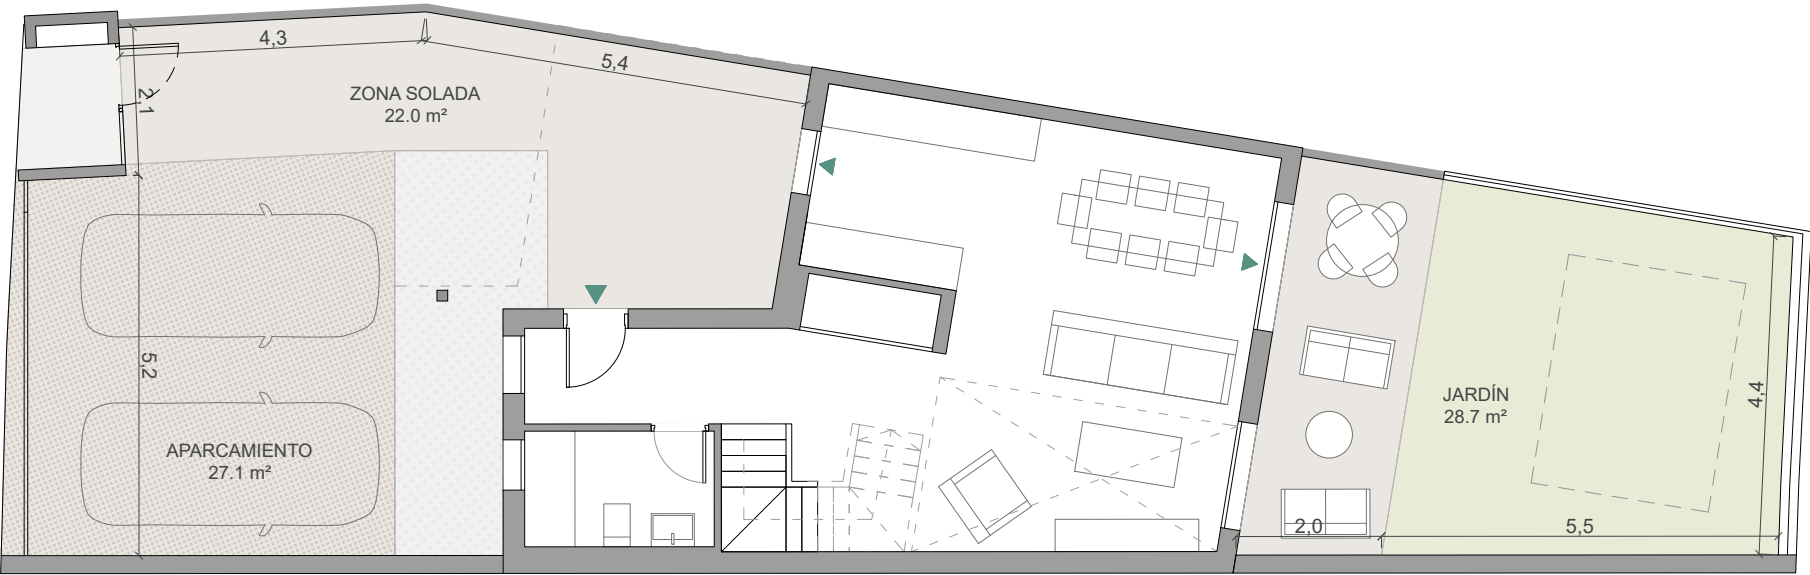 4,3
5,4
2,1
ZONA SOLADA
22.0 m²
5,2
APARCAMIENTO
27.1 m²
JARDÍN
28.7 m²
4,4
2,0
5,5